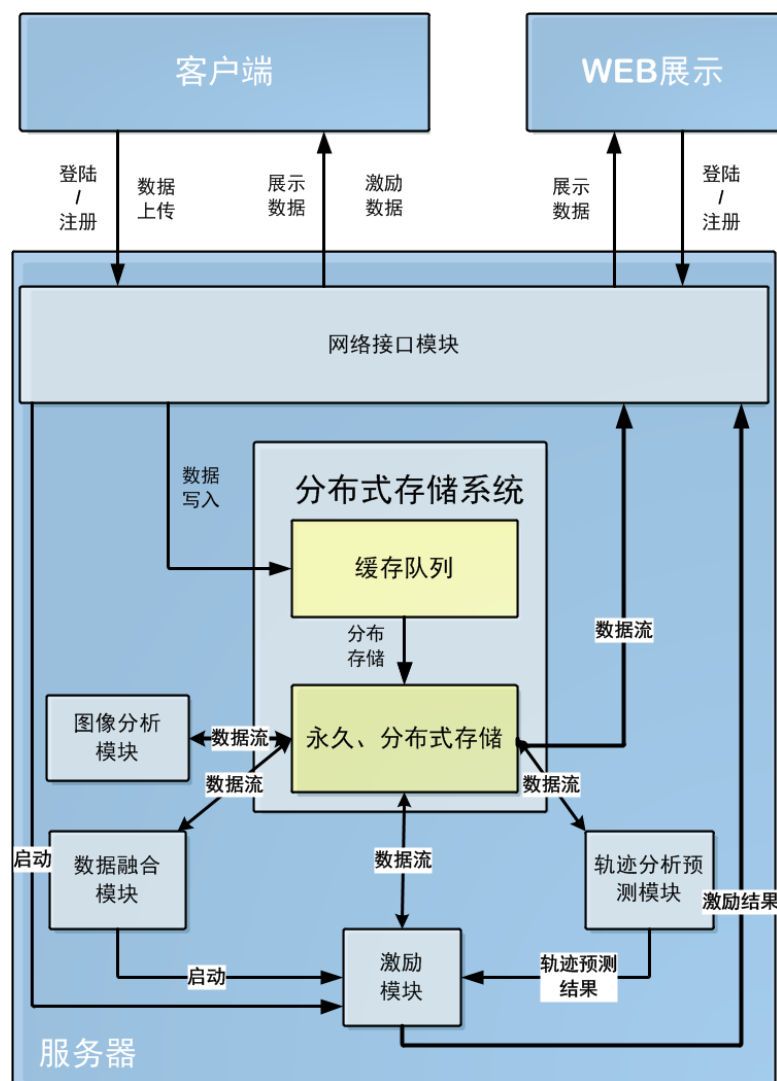 客户端
WEB展示
登陆
/
注册
数据
上传
展示
数据
激励
数据
展示
数据
登陆
/
注册
网络接口模块
数据
写入
分布式存储系统
缓存队列
分布
存储
数据流
图像分析
模块
数据流
永久、分布式存储
数据流
数据流
启动
数据融合
模块
数据流
轨迹分析预
测模块
激励结果
启动
激励
模块
轨迹预测
结果
服务器